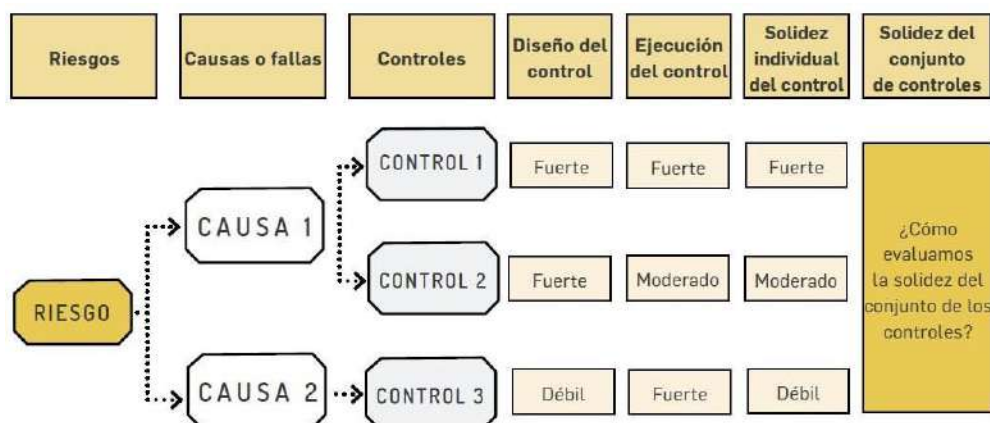 Riesgos
Causas o fallas
Controles
Diseño del
control
Ejecución
del control
Solidez
individual
del control
Solidez del
conjunto
de controles
RIESGO
CAUSA 1
CONTROL 1
Fuerte
Fuerte
Fuerte
CONTROL 2
Fuerte
Moderado
Moderado
CAUSA 2
CONTROL 3
Débil
Fuerte
Débil
¿Cómo
evaluamos
la solidez del
conjunto de los
controles?